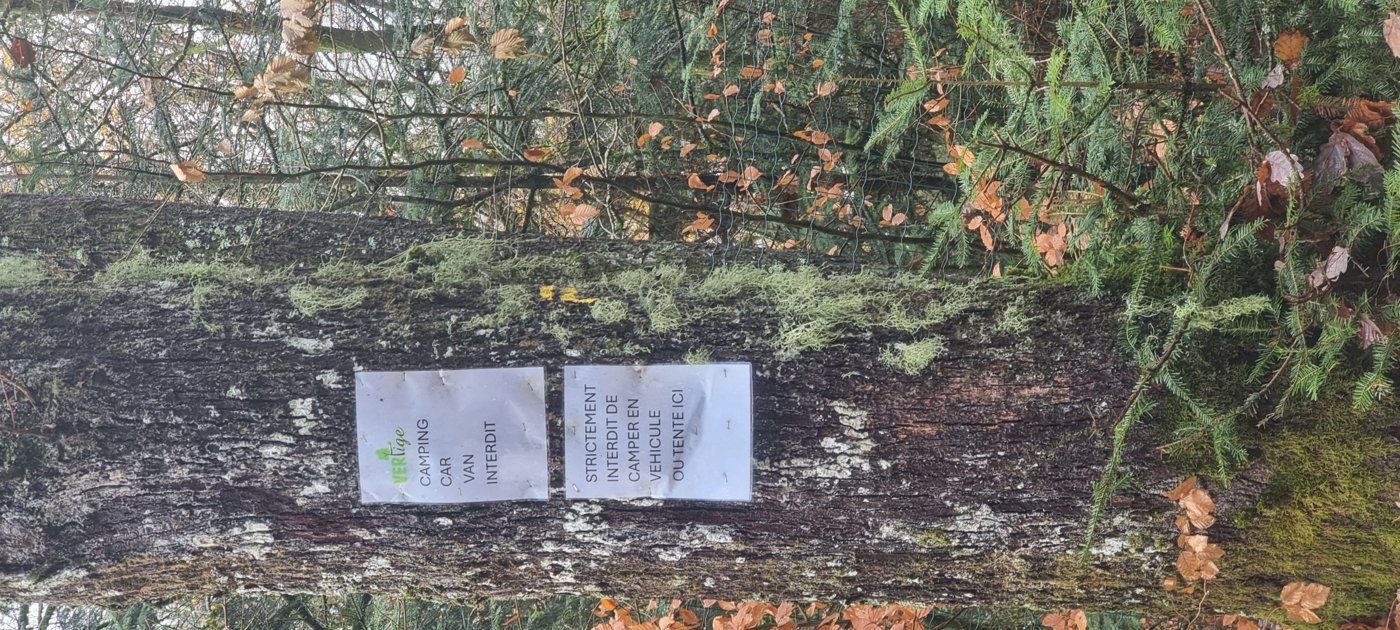 VERtige
CAMPING
CAR
VAN
INTERDIT
STRICTEMENT
INTERDIT DE
CAMPER EN
VEHICULE
OU TENTE ICI